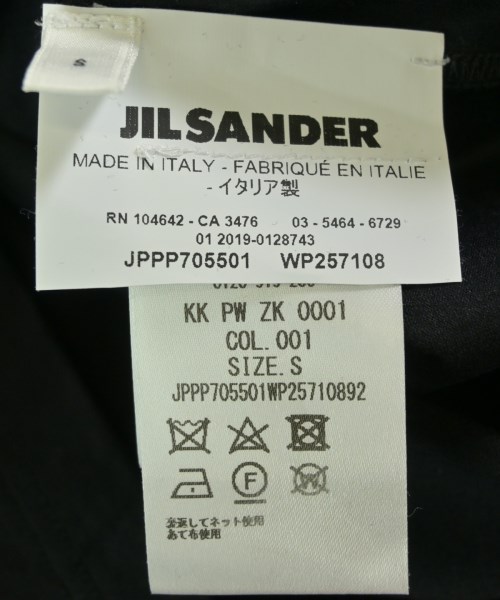 S
JIL SANDER
MADE IN ITALY - FABRIQUÉ EN ITALIE
- イタリア製
RN 104642 - CA 3476 03 - 5464 - 6729
01 2019-0128743
JPPP705501 WP257108
KK PW ZK 0001
COL.001
SIZE.S
JPPP705501WP25710892
F
W
裏返してネット使用
あて布使用